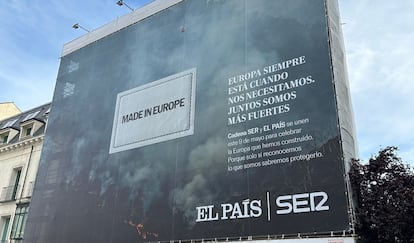 MADE IN EUROPE
EUROPA SIEMPRE
ESTÁ CUANDO
NOS NECESITAMOS.
JUNTOS SOMOS
MÁS FUERTES
Cadena SER y EL PAÍS se unen
este 9 de mayo para celebrar
la Europa que hemos construido.
Porque solo si reconocemos
lo que somos sabremos protegerlo.
EL PAÍS SER